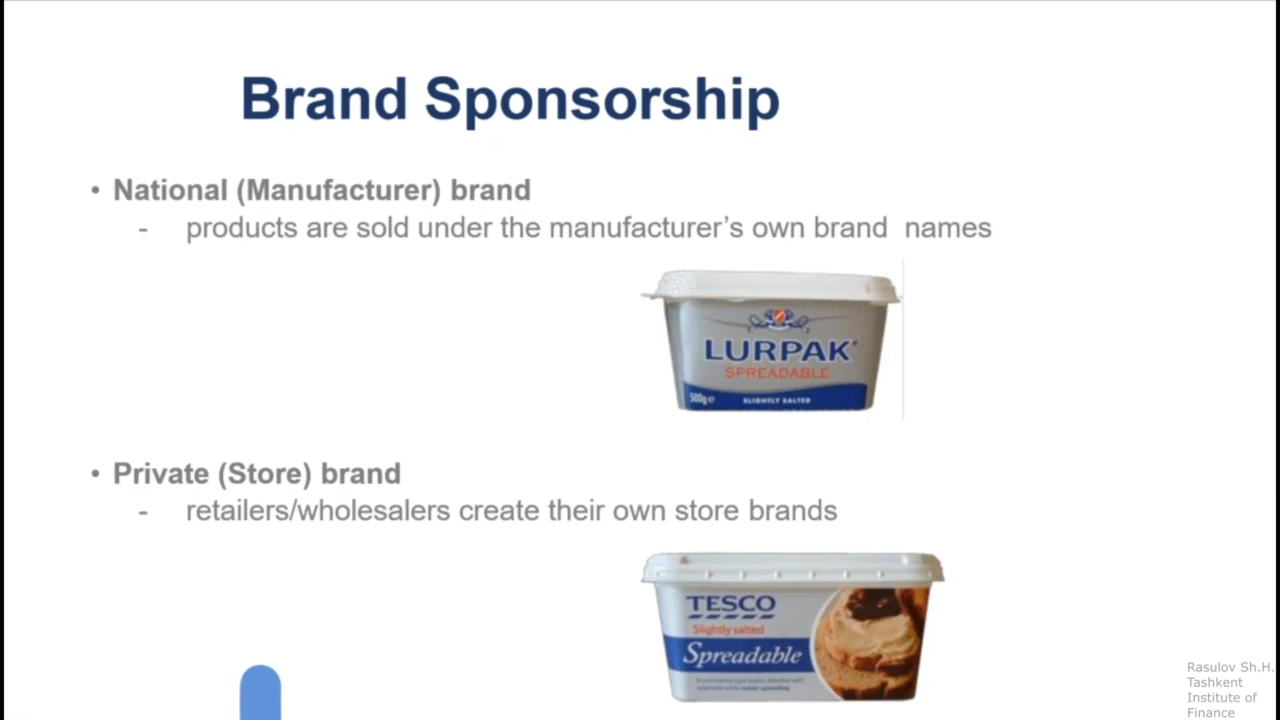 Brand Sponsorship
• National (Manufacturer) brand
- products are sold under the manufacturer’s own brand names
LURPAK®
SPREADABLE
500g e
SLIGHTLY SALTED
• Private (Store) brand
- retailers/wholesalers create their own store brands
TESCO
Slightly salted
Spreadable
Rasulov Sh.H.
Tashkent
Institute of
Finance